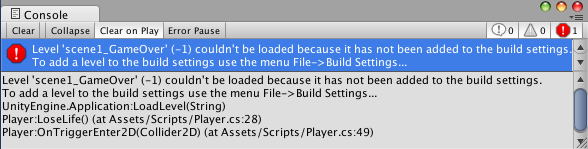 Console
Clear Collapse Clear on Play Error Pause 0 0 1
Level 'scene1_GameOver' (-1) couldn't be loaded because it has not been added to the build settings.
To add a level to the build settings use the menu File->Build Settings...
Level 'scene1_GameOver' (-1) couldn't be loaded because it has not been added to the build settings.
To add a level to the build settings use the menu File->Build Settings...
UnityEngine.Application:LoadLevel(String)
Player:LoseLife() (at Assets/Scripts/Player.cs:28)
Player:OnTriggerEnter2D(Collider2D) (at Assets/Scripts/Player.cs:49)